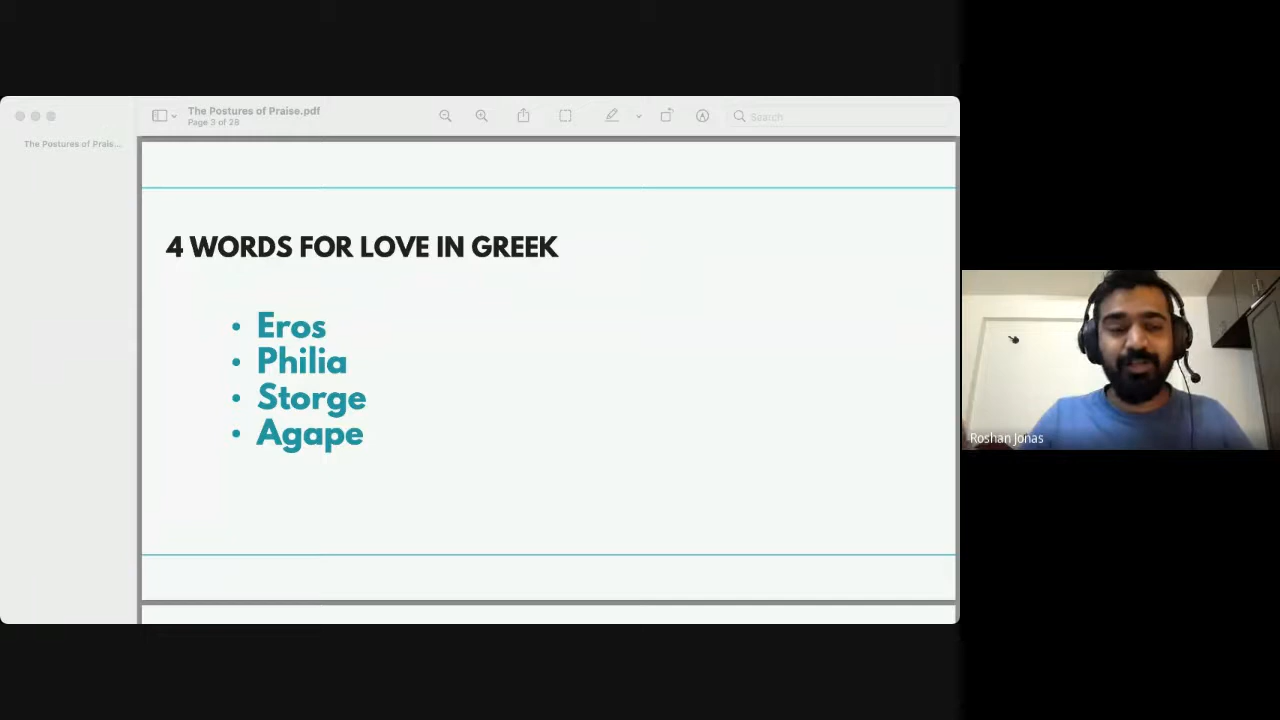 The Postures of Praise.pdf
Page 3 of 28
Search
The Postures of Prais...
4 WORDS FOR LOVE IN GREEK
• Eros
• Philia
• Storge
• Agape
Roshan Jonas